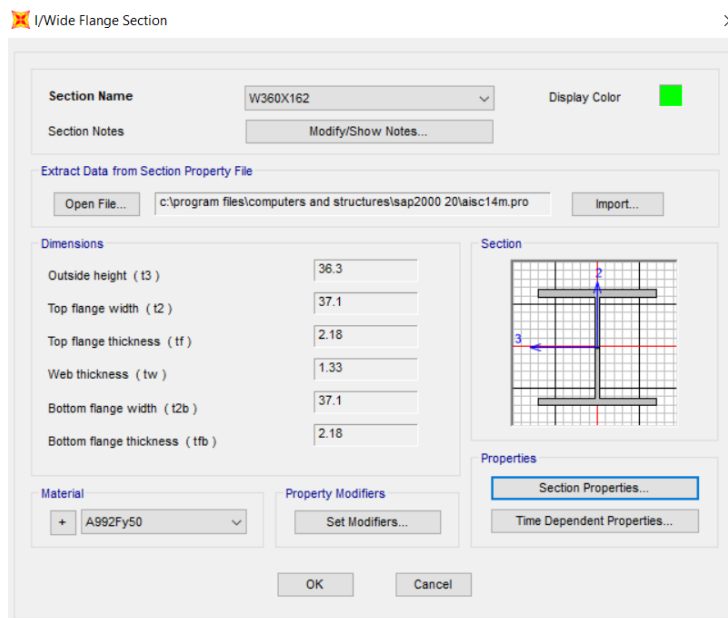 I/Wide Flange Section
Section Name
W360X162
Display Color
Section Notes
Modify/Show Notes...
Extract Data from Section Property File
Open File...
c:\program files\computers and structures\sap2000 20\aisc14m.pro
Import...
Dimensions
Outside height ( t3 )
36.3
Top flange width ( t2 )
37.1
Top flange thickness ( tf )
2.18
Web thickness ( tw )
1.33
Bottom flange width ( t2b )
37.1
Bottom flange thickness ( tfb )
2.18
Section
2
3
Properties
Section Properties...
Time Dependent Properties...
Material
+
A992Fy50
Property Modifiers
Set Modifiers...
OK
Cancel